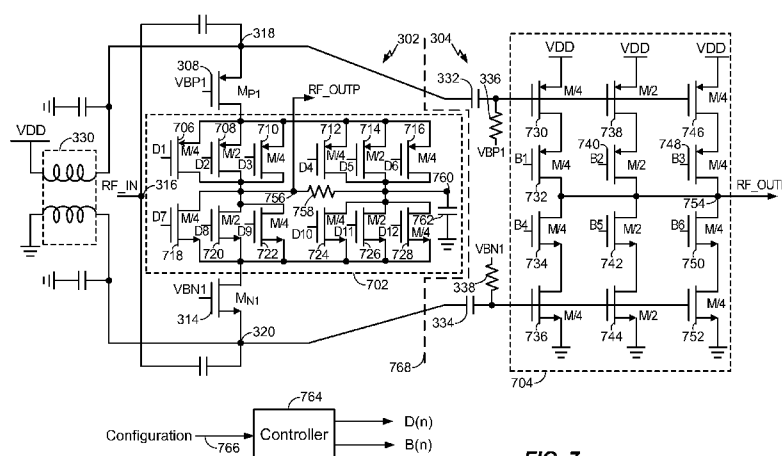 302 304
318
308
VBP1
MP1
RF_OUTP
332 336
VBP1
VDD VDD VDD
M/4 M/2 M/4
730 738 746
740 748
B1 B2 B3
M/4 M/2 M/4
732
754
RF_OUTN
B4 B5 B6
M/4 M/2 M/4
734 742 750
M/4 M/2 M/4
736 744 752
704
VDD
330
RF_IN
316
706 708 710 712 714 716
D1 D2 D3 D4 D5 D6
M/4 M/2 M/4 M/4 M/2 M/4
756 758 760
762
D7 D8 D9 D10 D11 D12
M/4 M/2 M/4 M/4 M/2 M/4
718 720 722 724 726 728
702
VBN1
MN1
314
320
VBN1
338
334
768
764
Configuration
766
Controller
D(n)
B(n)
FIG. 7